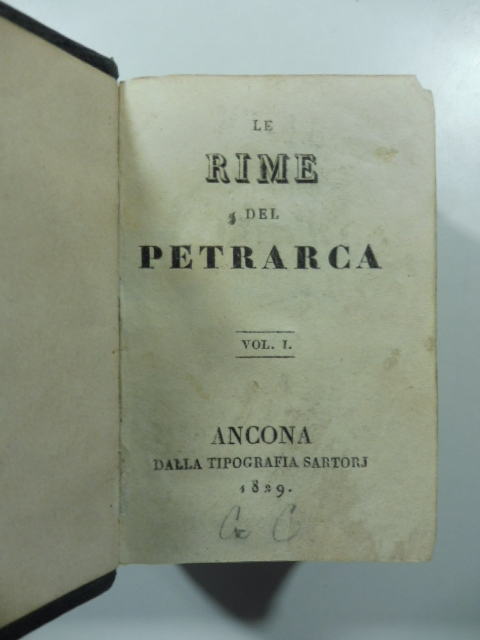 LE
RIME
DEL
PETRARCA
VOL. I.
ANCONA
DALLA TIPOGRAFIA SARTORJ
1829.
G C